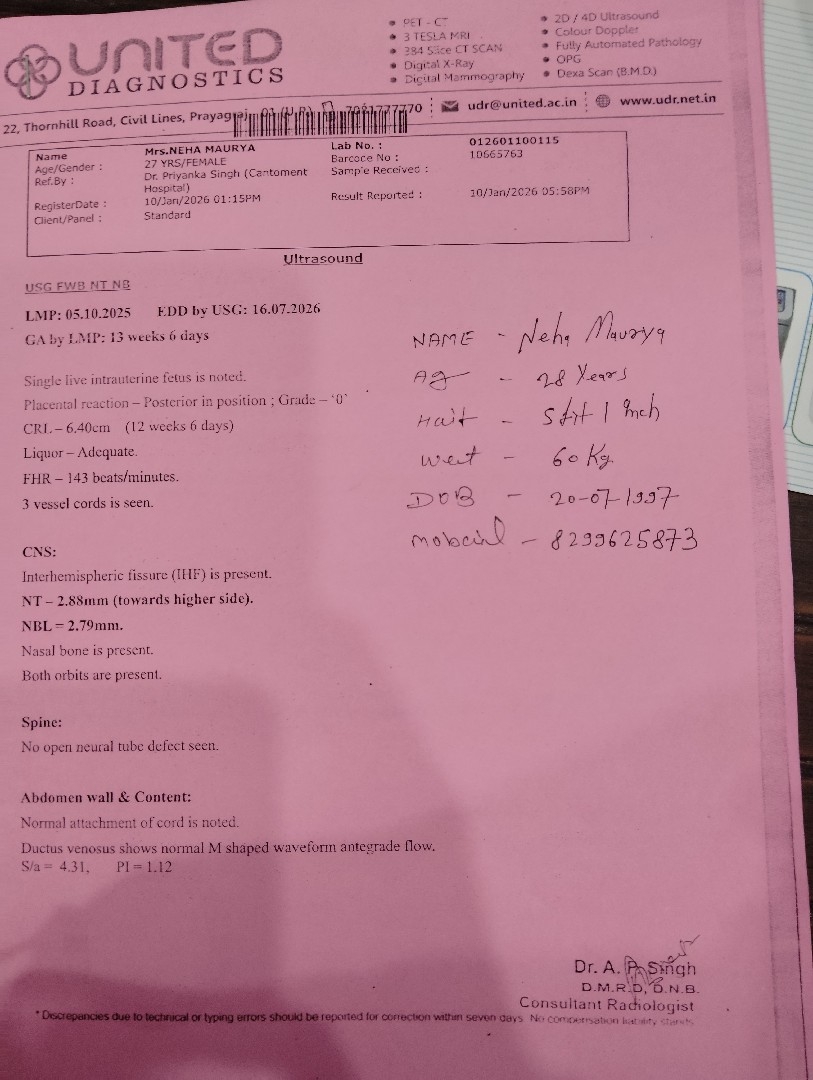 UNITED
DIAGNOSTICS
PET - CT
3 TESLA MRI
384 Slice CT SCAN
Digital X-Ray
Digital Mammography
2D / 4D Ultrasound
Colour Doppler
Fully Automated Pathology
OPG
Dexa Scan (B.M.D.)
22, Thornhill Road, Civil Lines, Prayagraj 7081777770 udr@united.ac.in www.udr.net.in
Name Mrs.NEHA MAURYA Lab No. : 012601100115
Age/Gender : 27 YRS/FEMALE Barcoce No : 10665763
Ref.By : Dr. Priyanka Singh (Cantoment Hospital) Sample Received :
RegisterDate : 10/Jan/2026 01:15PM Result Reported : 10/Jan/2026 05:58PM
Client/Panel : Standard
Ultrasound
USG FWB NT NB
LMP: 05.10.2025 EDD by USG: 16.07.2026
GA by LMP: 13 weeks 6 days
Single live intrauterine fetus is noted.
Placental reaction – Posterior in position ; Grade – ‘0’
CRL – 6.40cm (12 weeks 6 days)
Liquor – Adequate.
FHR – 143 beats/minutes.
3 vessel cords is seen.
NAME - Neha Maurya
Ag - 28 Years
Hait - 5 fit 1 inch
Weit - 60 Kg
DOB - 20-07-1997
mobcil - 8299625873
CNS:
Interhemispheric fissure (IHF) is present.
NT – 2.88mm (towards higher side).
NBL = 2.79mm.
Nasal bone is present.
Both orbits are present.
Spine:
No open neural tube defect seen.
Abdomen wall & Content:
Normal attachment of cord is noted.
Ductus venosus shows normal M shaped waveform antegrade flow.
S/a = 4.31, PI = 1.12
Dr. A. P. Singh
D.M.R.D, D.N.B.
Consultant Radiologist
* Discrepancies due to technical or typing errors should be reported for correction within seven days. No compensation liability stands.